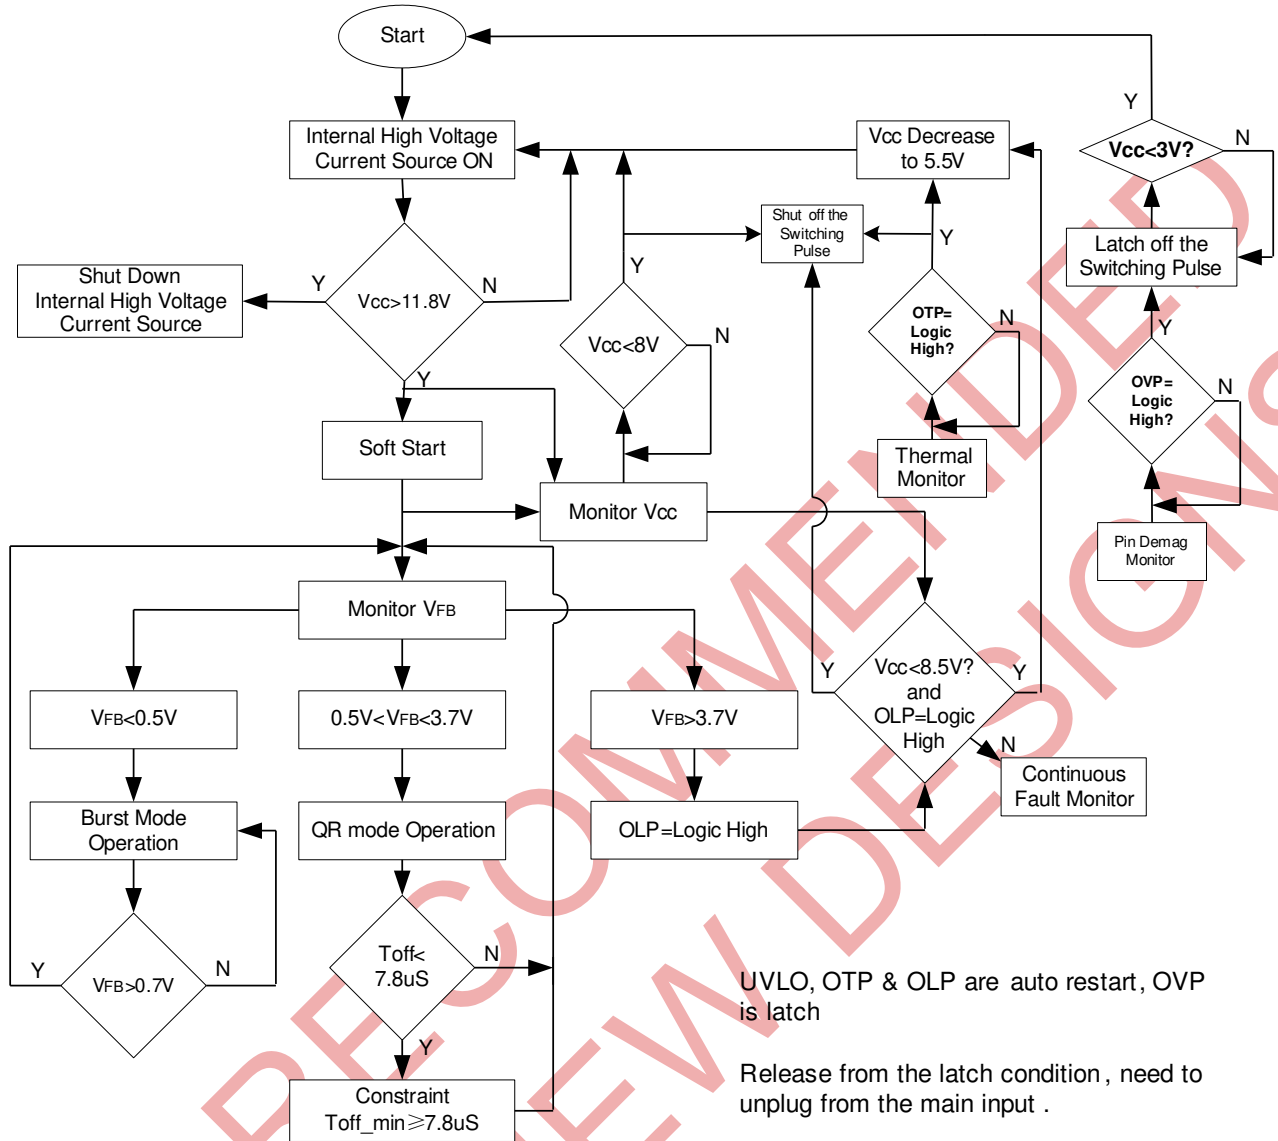 Start
Internal High Voltage
Current Source ON
Vcc Decrease
to 5.5V
Y
Vcc<3V?
N
Shut off the
Switching
Pulse
Y
Latch off the
Switching Pulse
Shut Down
Internal High Voltage
Current Source
Y
Vcc>11.8V
N
Y
Vcc<8V
N
OTP=
Logic
High?
N
Y
OVP=
Logic
High?
N
Y
Soft Start
Thermal
Monitor
Monitor Vcc
Pin Demag
Monitor
Monitor VFB
Y
Vcc<8.5V?
and
OLP=Logic
High
Y
N
VFB<0.5V
0.5V<VFB<3.7V
VFB>3.7V
Continuous
Fault Monitor
Burst Mode
Operation
QR mode Operation
OLP=Logic High
Y
VFB>0.7V
N
Toff<
7.8uS
N
Y
Constraint
Toff_min≥7.8uS
UVLO, OTP & OLP are auto restart, OVP
is latch
Release from the latch condition, need to
unplug from the main input .
RECOMMENDED
NEW DESIGNS